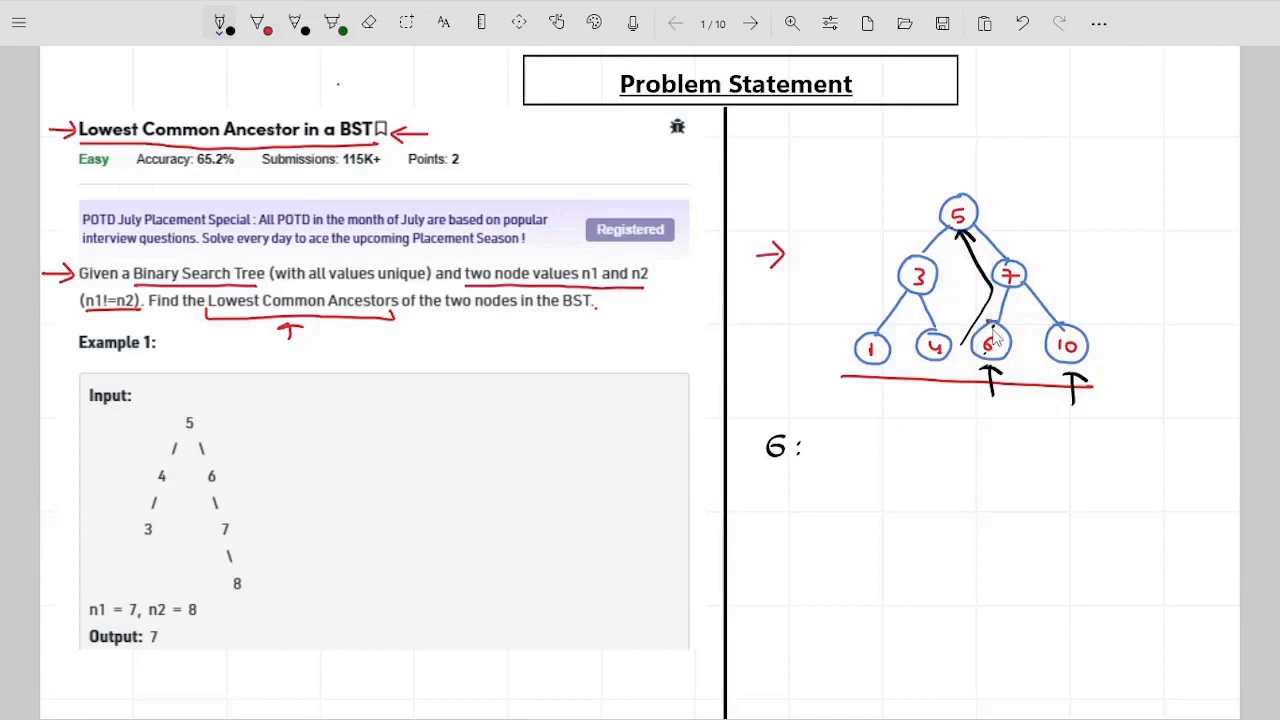 1 / 10
Problem Statement
Lowest Common Ancestor in a BST
Easy Accuracy: 65.2% Submissions: 115K+ Points: 2
POTD July Placement Special : All POTD in the month of July are based on popular
interview questions. Solve every day to ace the upcoming Placement Season !
Registered
Given a Binary Search Tree (with all values unique) and two node values n1 and n2
(n1!=n2). Find the Lowest Common Ancestors of the two nodes in the BST.
Example 1:
Input:
5
/ \
4 6
/ \
3 7
\
8
n1 = 7, n2 = 8
Output: 7
5
3 7
1 4 6 10
6 :